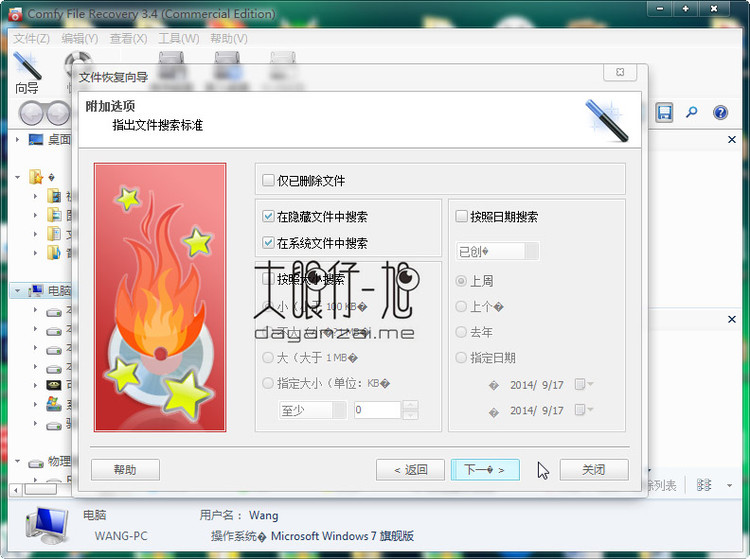 Comfy File Recovery 3.4 (Commercial Edition)
文件(Z) 编辑(Y) 查看(X) 工具(W) 帮助(V)
向导
文件恢复向导
附加选项
指出文件搜索标准
桌面
仅已删除文件
在隐藏文件中搜索
在系统文件中搜索
按照大小搜索
小（小于 100 KB�
大（大于 1 MB�
指定大小（单位：KB�
至少 0
按照日期搜索
已创�
上周
上个�
去年
指定日期
� 2014/ 9/17
� 2014/ 9/17
大眼仔~旭
dayanzai.me
电脑
物理
帮助 < 返回 下一� > 关闭
除列表
电脑 用户名： Wang
WANG-PC 操作系统� Microsoft Windows 7 旗舰版